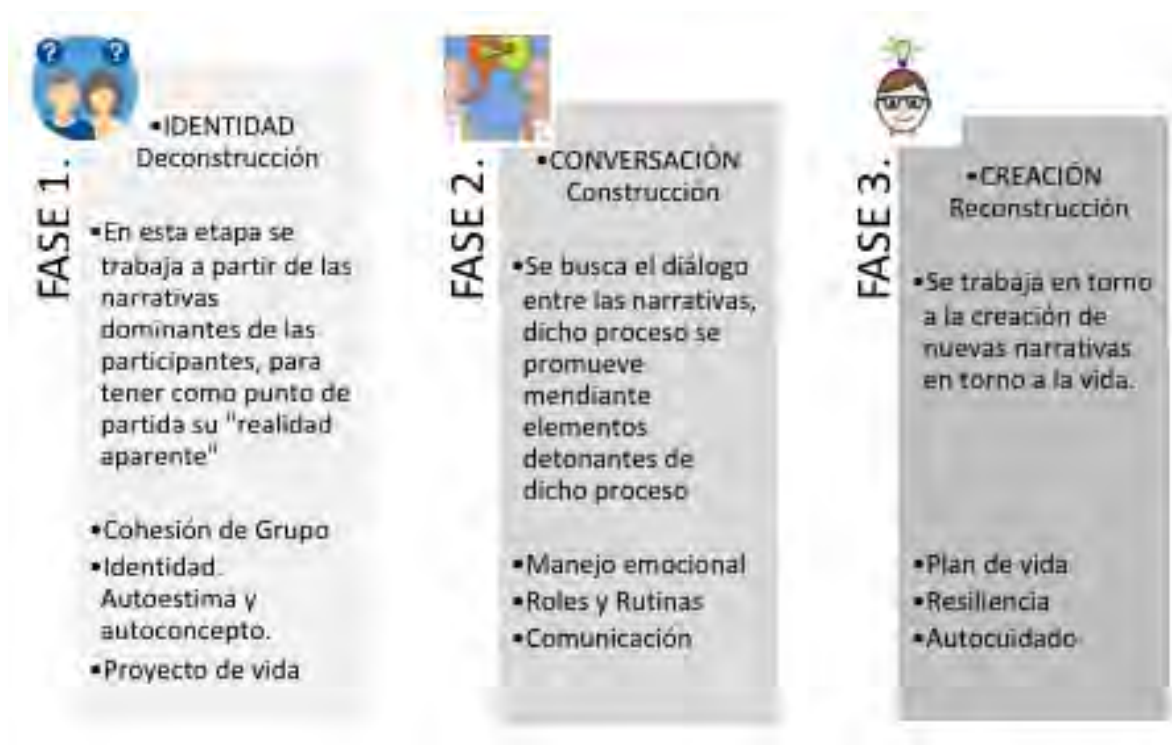 ? ?
FASE 1.
•IDENTIDAD
Deconstrucción
•En esta etapa se
trabaja a partir de las
narrativas
dominantes de las
participantes, para
tener como punto de
partida su "realidad
aparente"
•Cohesión de Grupo
•Identidad.
Autoestima y
autoconcepto.
•Proyecto de vida
FASE 2.
•CONVERSACIÓN
Construcción
•Se busca el diálogo
entre las narrativas,
dicho proceso se
promueve
mendiante
elementos
detonantes de
dicho proceso
•Manejo emocional
•Roles y Rutinas
•Comunicación
FASE 3.
•CREACIÓN
Reconstrucción
•Se trabaja en torno
a la creación de
nuevas narrativas
en torno a la vida.
•Plan de vida
•Resiliencia
•Autocuidado